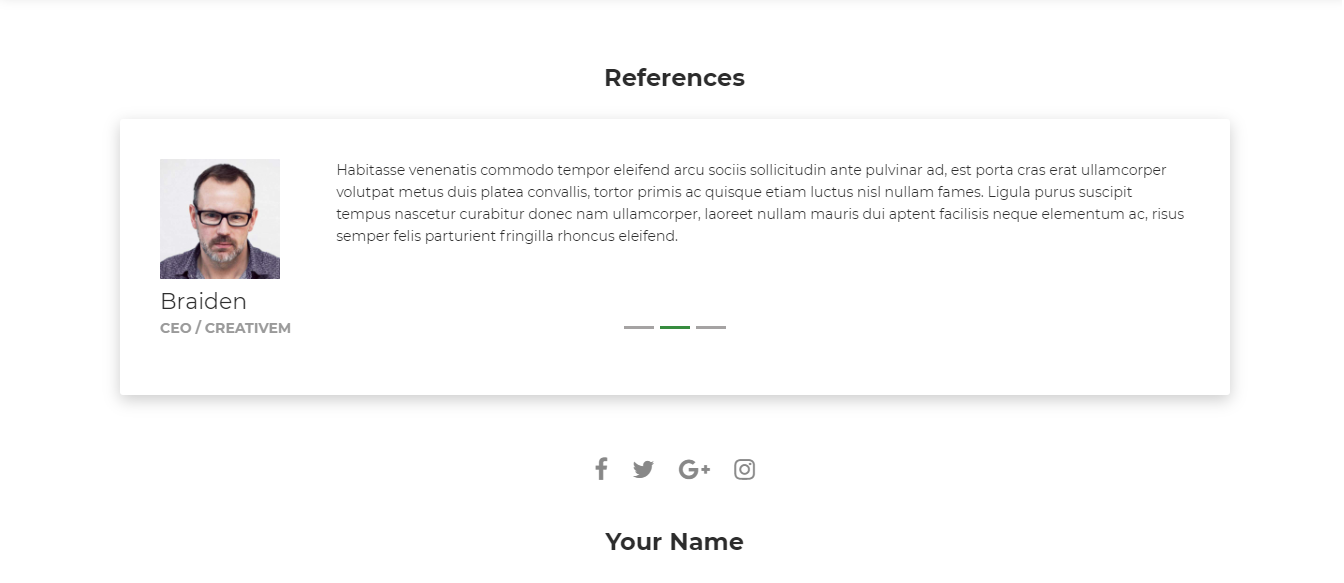 References
Habitasse venenatis commodo tempor eleifend arcu sociis sollicitudin ante pulvinar ad, est porta cras erat ullamcorper
volutpat metus duis platea convallis, tortor primis ac quisque etiam luctus nisl nullam fames. Ligula purus suscipit
tempus nascetur curabitur donec nam ullamcorper, laoreet nullam mauris dui aptent facilisis neque elementum ac, risus
semper felis parturient fringilla rhoncus eleifend.
Braiden
CEO / CREATIVEM
Your Name